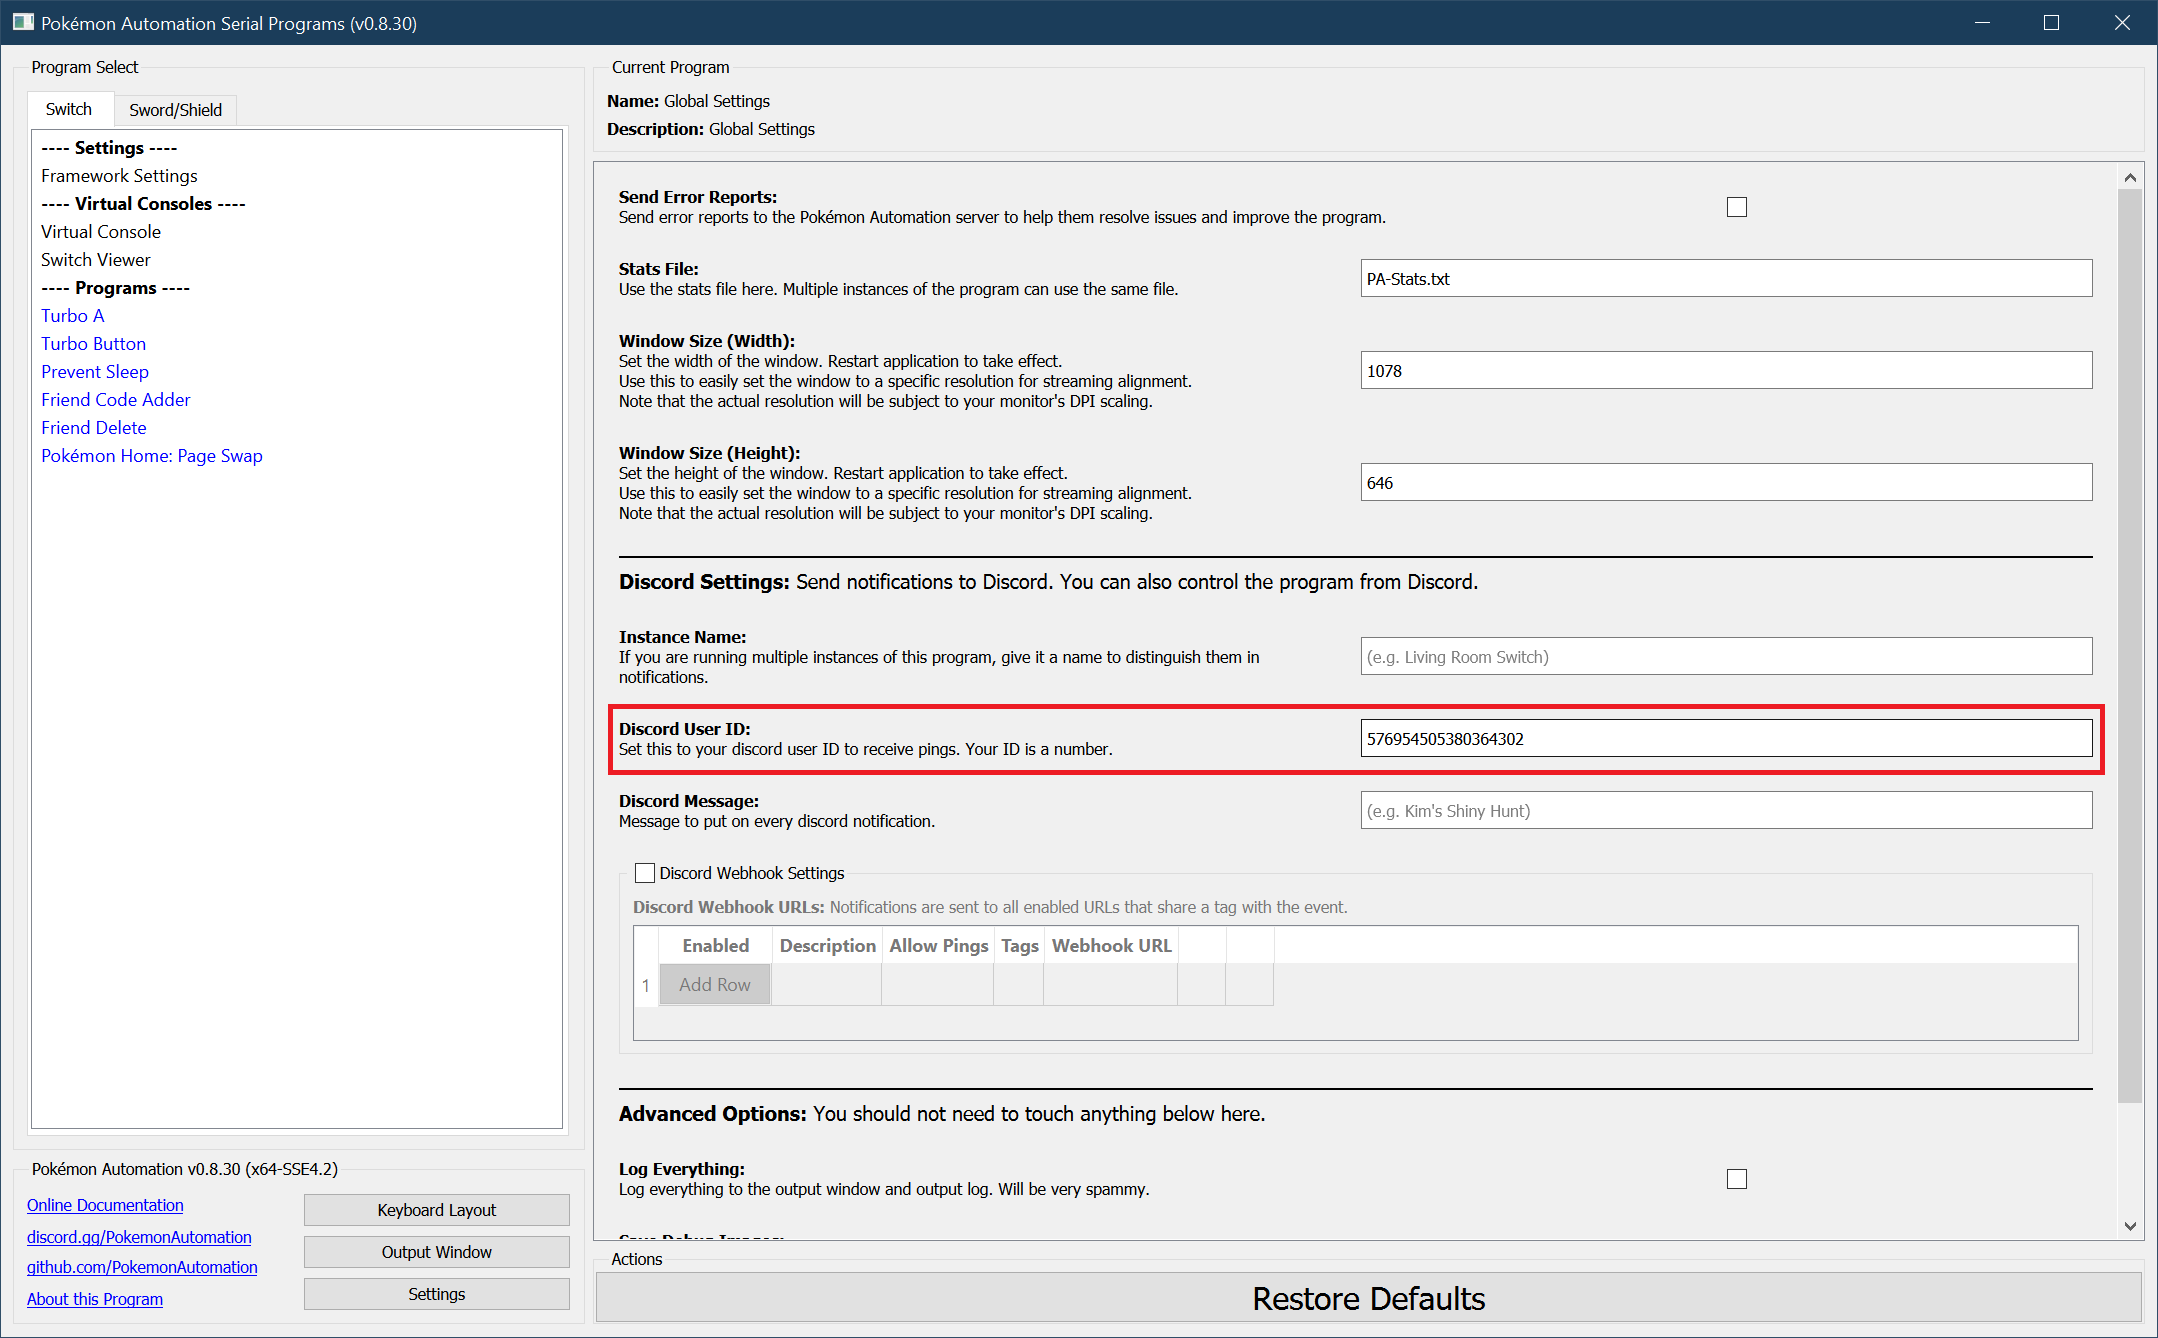 Pokémon Automation Serial Programs (v0.8.30)
Program Select
Switch
Sword/Shield
---- Settings ----
Framework Settings
---- Virtual Consoles ----
Virtual Console
Switch Viewer
---- Programs ----
Turbo A
Turbo Button
Prevent Sleep
Friend Code Adder
Friend Delete
Pokémon Home: Page Swap
Pokémon Automation v0.8.30 (x64-SSE4.2)
Online Documentation
discord.gg/PokemonAutomation
github.com/PokemonAutomation
About this Program
Keyboard Layout
Output Window
Settings
Current Program
Name: Global Settings
Description: Global Settings
Send Error Reports:
Send error reports to the Pokémon Automation server to help them resolve issues and improve the program.
Stats File:
Use the stats file here. Multiple instances of the program can use the same file.
PA-Stats.txt
Window Size (Width):
Set the width of the window. Restart application to take effect.
Use this to easily set the window to a specific resolution for streaming alignment.
Note that the actual resolution will be subject to your monitor's DPI scaling.
1078
Window Size (Height):
Set the height of the window. Restart application to take effect.
Use this to easily set the window to a specific resolution for streaming alignment.
Note that the actual resolution will be subject to your monitor's DPI scaling.
646
Discord Settings: Send notifications to Discord. You can also control the program from Discord.
Instance Name:
If you are running multiple instances of this program, give it a name to distinguish them in
notifications.
(e.g. Living Room Switch)
Discord User ID:
Set this to your discord user ID to receive pings. Your ID is a number.
576954505380364302
Discord Message:
Message to put on every discord notification.
(e.g. Kim's Shiny Hunt)
Discord Webhook Settings
Discord Webhook URLs: Notifications are sent to all enabled URLs that share a tag with the event.
Enabled Description Allow Pings Tags Webhook URL
1 Add Row
Advanced Options: You should not need to touch anything below here.
Log Everything:
Log everything to the output window and output log. Will be very spammy.
Save Debug Images:
Actions
Restore Defaults